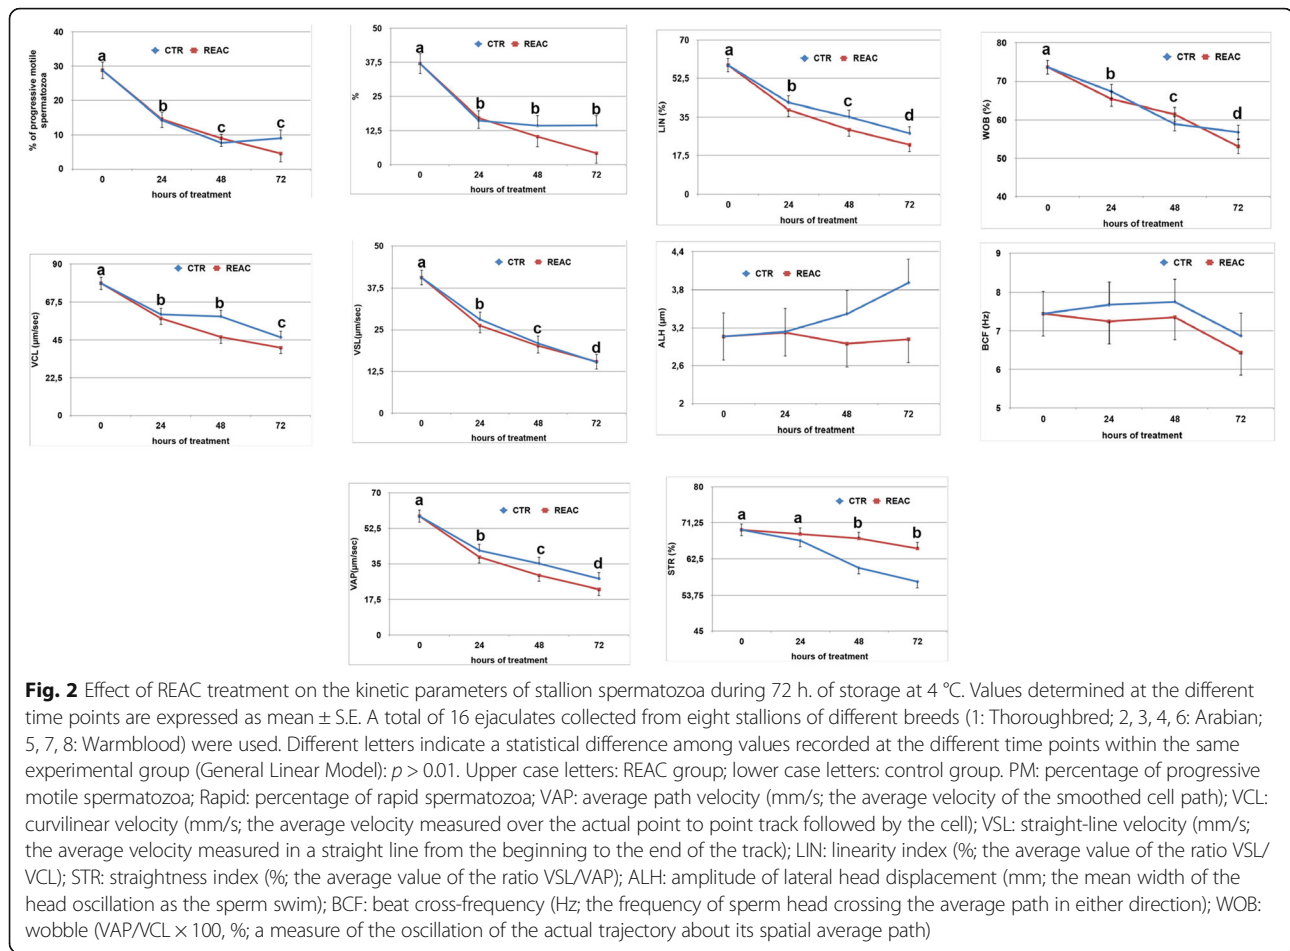 40
30
20
10
0
% of progressive motile
spermatozoa
CTR REAC
a
b
c
c
0 24 48 72
hours of treatment
50
37,5
25
12,5
0
%
CTR REAC
a
b
b
b
0 24 48 72
hours of treatment
70
52,5
35
17,5
0
LIN (%)
CTR REAC
a
b
c
d
0 24 48 72
hours of treatment
80
70
60
50
40
WOB (%)
CTR REAC
a
b
c
d
0 24 48 72
hours of treatment
90
67,5
45
22,5
0
VCL (µm/sec)
CTR REAC
a
b
b
c
0 24 48 72
hours of treatment
50
37,5
25
12,5
0
VSL(µm/sec)
CTR REAC
a
b
c
d
0 24 48 72
hours of treatment
4,4
3,8
3,2
2,6
2
ALH (µm)
CTR REAC
0 24 48 72
hours of treatment
9
8
7
6
5
BCF (Hz)
CTR REAC
0 24 48 72
hours of treatment
70
52,5
35
17,5
0
VAP(µm/sec)
CTR REAC
a
b
c
d
0 24 48 72
hours of treatment
80
71,25
62,5
53,75
45
STR (%)
CTR REAC
a
a
b
b
0 24 48 72
hours of treatment
Fig. 2 Effect of REAC treatment on the kinetic parameters of stallion spermatozoa during 72 h. of storage at 4 °C. Values determined at the different
time points are expressed as mean ± S.E. A total of 16 ejaculates collected from eight stallions of different breeds (1: Thoroughbred; 2, 3, 4, 6: Arabian;
5, 7, 8: Warmblood) were used. Different letters indicate a statistical difference among values recorded at the different time points within the same
experimental group (General Linear Model): p > 0.01. Upper case letters: REAC group; lower case letters: control group. PM: percentage of progressive
motile spermatozoa; Rapid: percentage of rapid spermatozoa; VAP: average path velocity (mm/s; the average velocity of the smoothed cell path); VCL:
curvilinear velocity (mm/s; the average velocity measured over the actual point to point track followed by the cell); VSL: straight-line velocity (mm/s;
the average velocity measured in a straight line from the beginning to the end of the track); LIN: linearity index (%; the average value of the ratio VSL/
VCL); STR: straightness index (%; the average value of the ratio VSL/VAP); ALH: amplitude of lateral head displacement (mm; the mean width of the
head oscillation as the sperm swim); BCF: beat cross-frequency (Hz; the frequency of sperm head crossing the average path in either direction); WOB:
wobble (VAP/VCL × 100, %; a measure of the oscillation of the actual trajectory about its spatial average path)